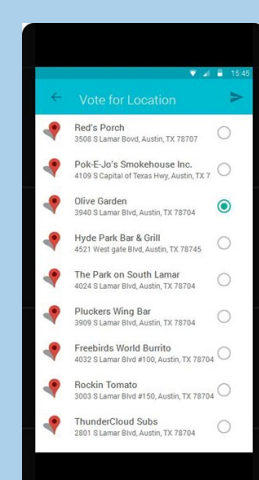 15:45
Vote for Location
Red's Porch
3508 S Lamar Bovd, Austin, TX 78707
Pok-E-Jo's Smokehouse Inc.
4109 S Capital of Texas Hwy, Austin, TX 7
Olive Garden
3940 S Lamar Blvd, Austin, TX 78704
Hyde Park Bar & Grill
4521 West gate Blvd, Austin, TX 78745
The Park on South Lamar
4024 S Lamar Blvd, Austin, TX 78704
Pluckers Wing Bar
3909 S Lamar Blvd, Austin, TX 78704
Freebirds World Burrito
4032 S Lamar Blvd #100, Austin, TX 78704
Rockin Tomato
3003 S Lamar Blvd #150, Austin, TX 78704
ThunderCloud Subs
2801 S Lamar Blvd, Austin, TX 78704